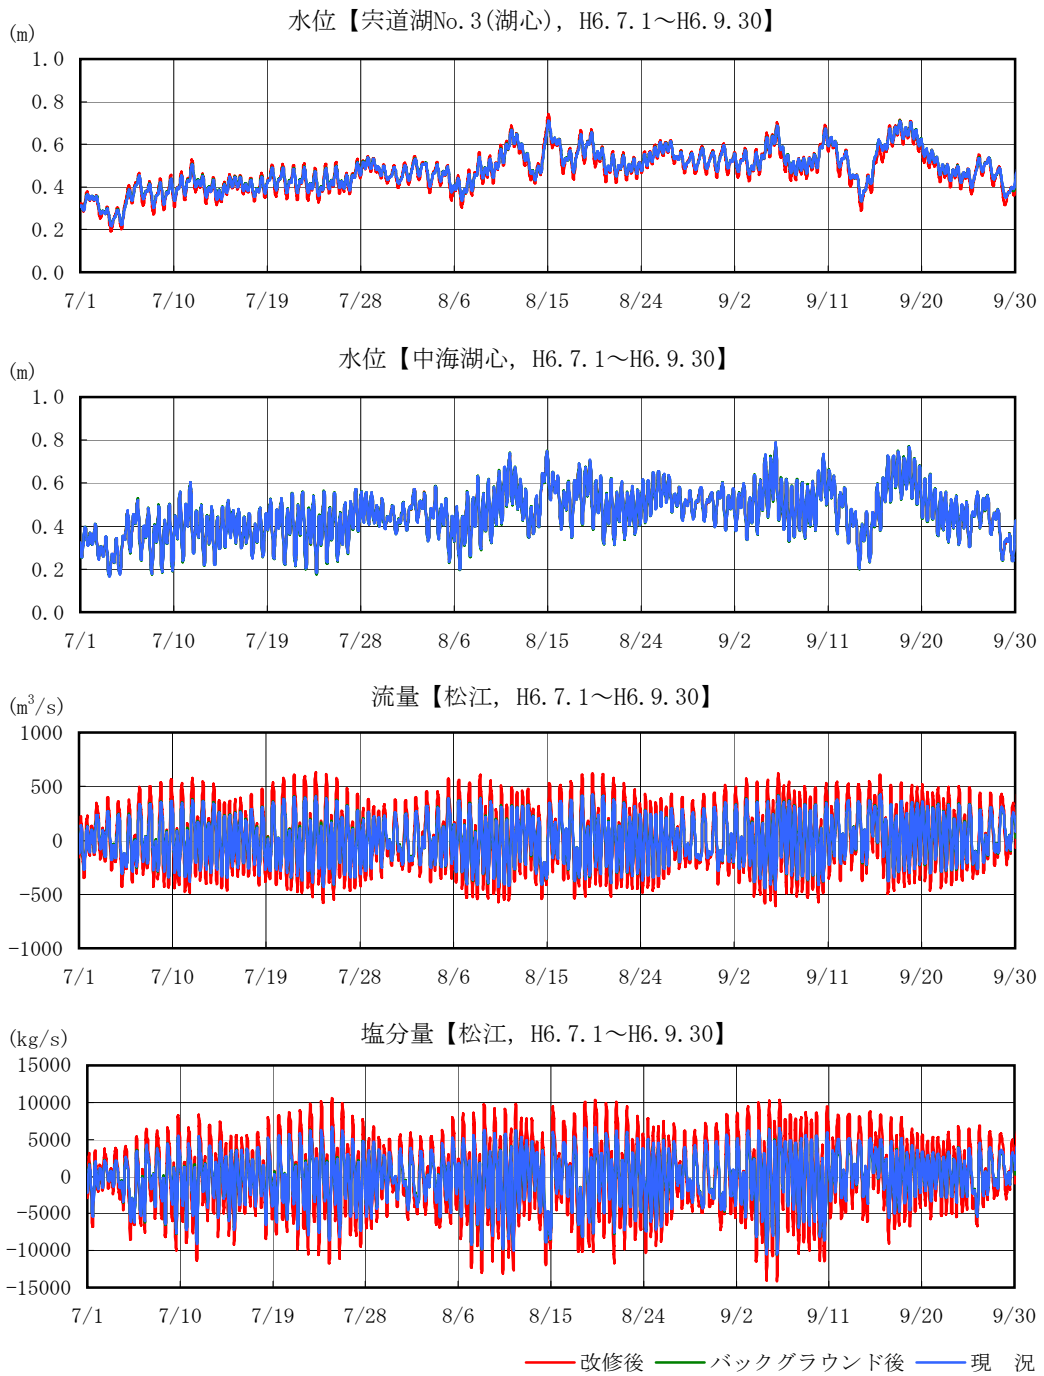 水位【宍道湖No.3(湖心), H6.7.1～H6.9.30】
(m)
1.0
0.8
0.6
0.4
0.2
0.0
7/1 7/10 7/19 7/28 8/6 8/15 8/24 9/2 9/11 9/20 9/30
水位【中海湖心, H6.7.1～H6.9.30】
(m)
1.0
0.8
0.6
0.4
0.2
0.0
7/1 7/10 7/19 7/28 8/6 8/15 8/24 9/2 9/11 9/20 9/30
流量【松江, H6.7.1～H6.9.30】
(m³/s)
1000
500
0
-500
-1000
7/1 7/10 7/19 7/28 8/6 8/15 8/24 9/2 9/11 9/20 9/30
塩分量【松江, H6.7.1～H6.9.30】
(kg/s)
15000
10000
5000
0
-5000
-10000
-15000
7/1 7/10 7/19 7/28 8/6 8/15 8/24 9/2 9/11 9/20 9/30
改修後 バックグラウンド後 現　況